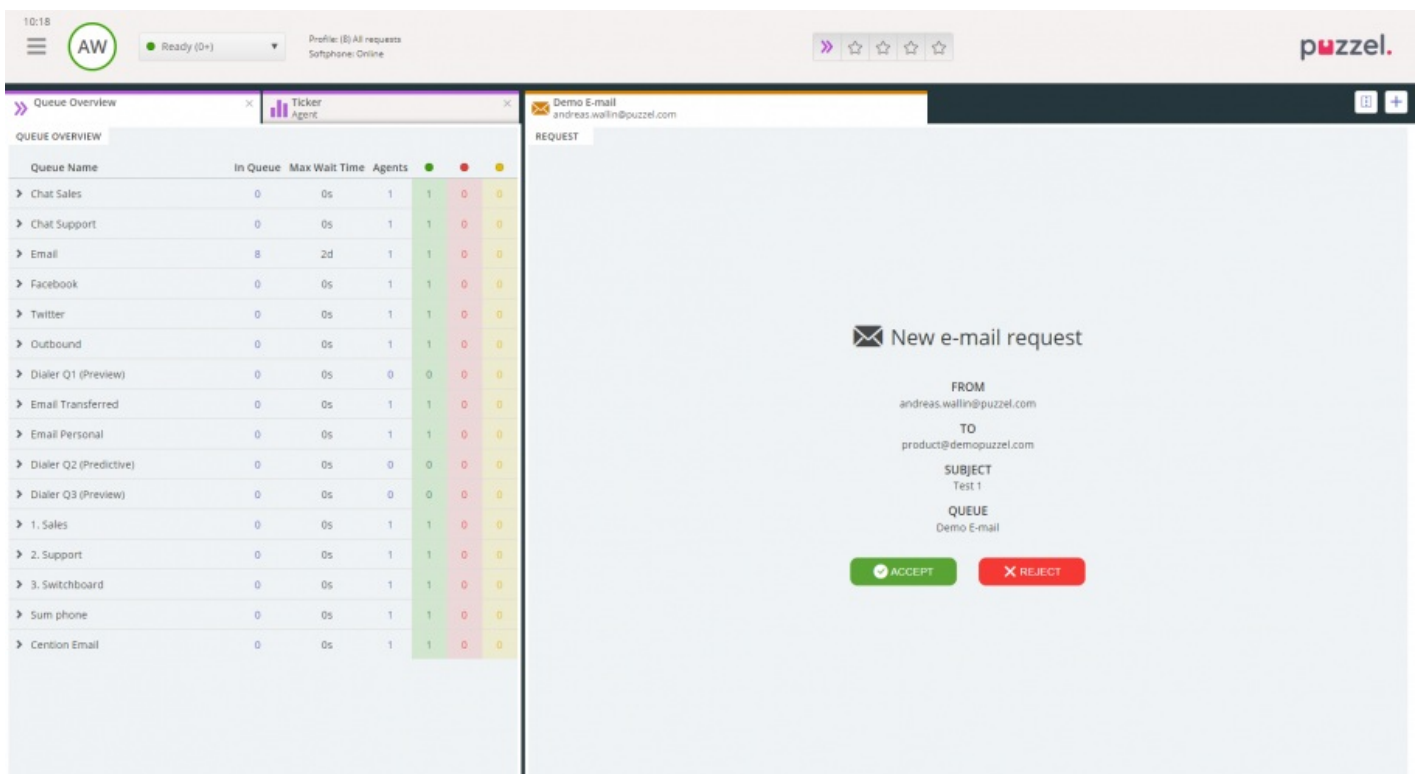 10:18
AW
Ready (0+)
Profile: (8) All requests
Softphone: Online
puzzel.
Queue Overview
Ticker
Agent
Demo E-mail
andreas.wallin@puzzel.com
QUEUE OVERVIEW
REQUEST
Queue Name In Queue Max Wait Time Agents
Chat Sales 0 0s 1 1 0 0
Chat Support 0 0s 1 1 0 0
Email 8 2d 1 1 0 0
Facebook 0 0s 1 1 0 0
Twitter 0 0s 1 1 0 0
Outbound 0 0s 1 1 0 0
Dialer Q1 (Preview) 0 0s 0 0 0 0
Email Transferred 0 0s 1 1 0 0
Email Personal 0 0s 1 1 0 0
Dialer Q2 (Predictive) 0 0s 0 0 0 0
Dialer Q3 (Preview) 0 0s 0 0 0 0
1. Sales 0 0s 1 1 0 0
2. Support 0 0s 1 1 0 0
3. Switchboard 0 0s 1 1 0 0
Sum phone 0 0s 1 1 0 0
Cention Email 0 0s 1 1 0 0
New e-mail request
FROM
andreas.wallin@puzzel.com
TO
product@demopuzzel.com
SUBJECT
Test 1
QUEUE
Demo E-mail
ACCEPT
REJECT